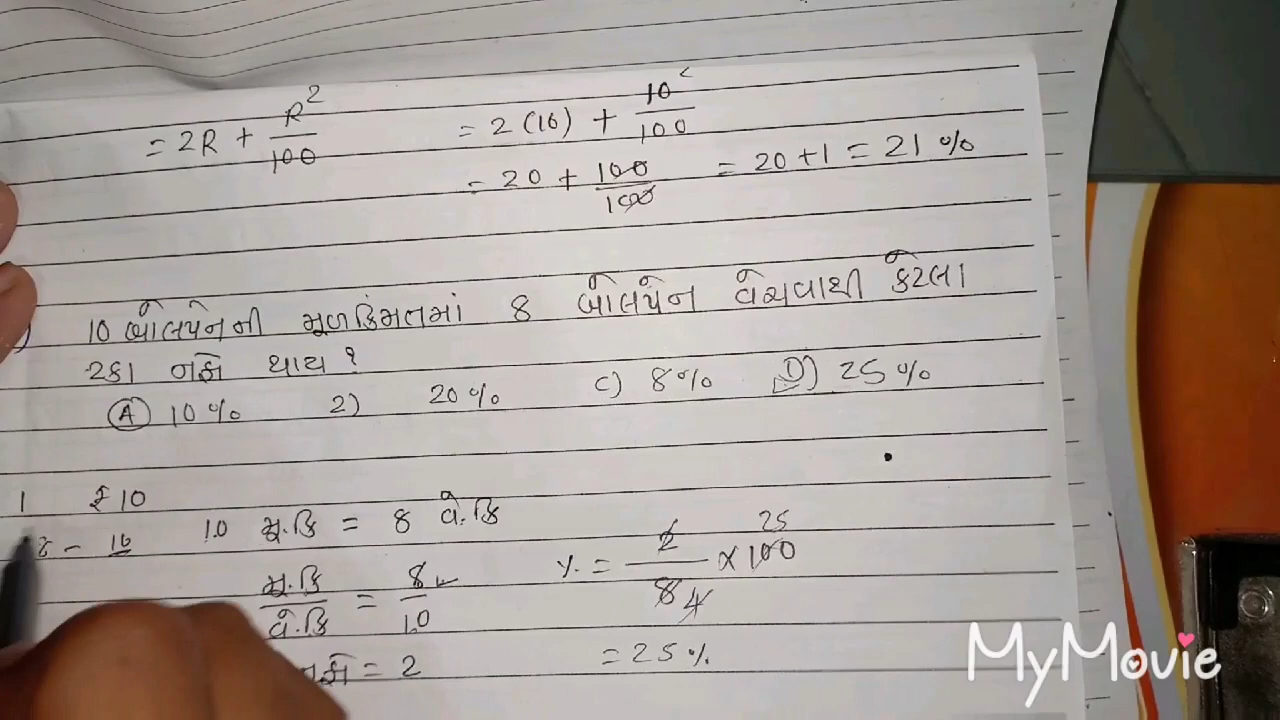 = 2R + R²/100 = 2 (10) + 10²/100
= 20 + 100/100 = 20 + 1 = 21 %
10 બોલપેનની મૂળકિંમતમાં 8 બોલપેન વેચવાથી કેટલા
ટકા નફો થાય ?
(A) 10 % 2) 20 % C) 8 % D) 25 %
1 ₹ 10
10 મૂ.કિ = 8 વે.કિ
મૂ.કિ/વે.કિ = 8/10
% = 2/8 4 × 100 25
= 2
= 25 %
MyMovie